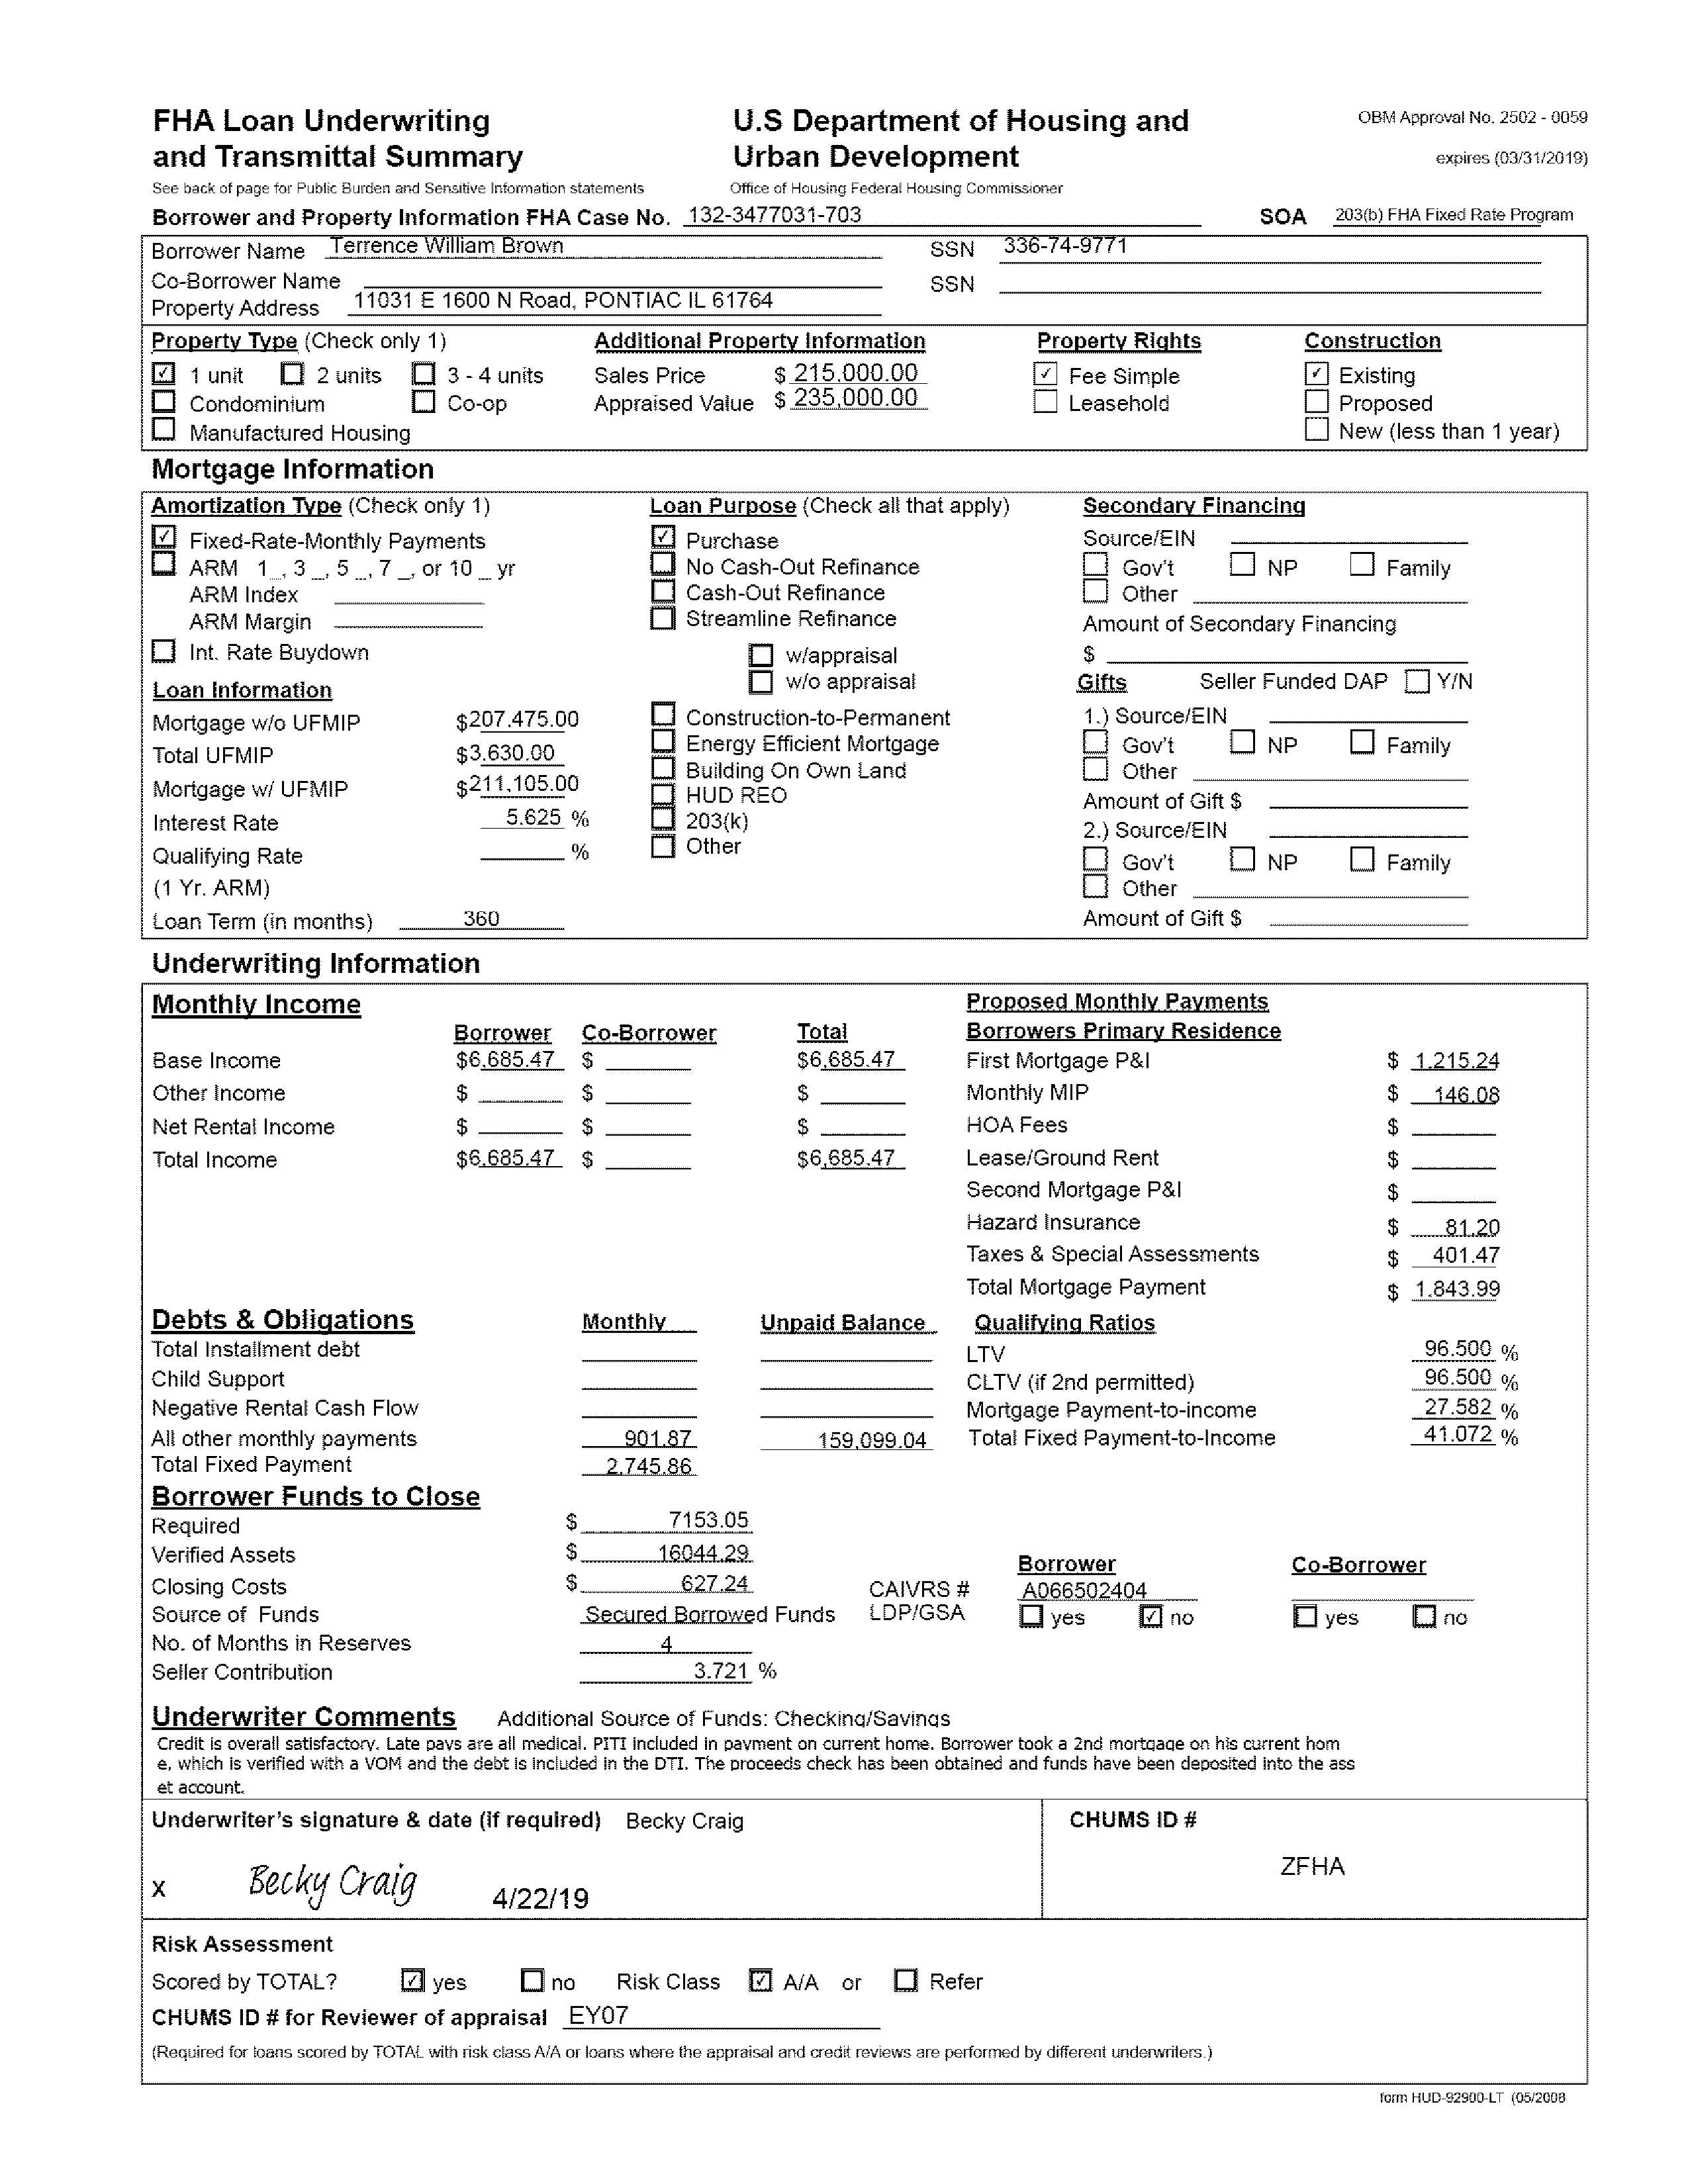 FHA Loan Underwriting
and Transmittal Summary
See back of page for Public Burden and Sensitive Information statements
U.S Department of Housing and
Urban Development
Office of Housing Federal Housing Commissioner
OBM Approval No. 2502 - 0059
expires (03/31/2019)
Borrower and Property Information FHA Case No. 132-3477031-703 SOA 203(b) FHA Fixed Rate Program
Borrower Name Terrence William Brown SSN 336-74-9771
Co-Borrower Name SSN
Property Address 11031 E 1600 N Road, PONTIAC IL 61764
Property Type (Check only 1) Additional Property Information Property Rights Construction
☑ 1 unit ☐ 2 units ☐ 3 - 4 units Sales Price $ 215.000.00 ☑ Fee Simple ☑ Existing
☐ Condominium ☐ Co-op Appraised Value $ 235,000.00 ☐ Leasehold ☐ Proposed
☐ Manufactured Housing ☐ New (less than 1 year)
Mortgage Information
Amortization Type (Check only 1)
☑ Fixed-Rate-Monthly Payments
☐ ARM 1 _, 3 _, 5 _, 7 _, or 10 _ yr
ARM Index
ARM Margin
☐ Int. Rate Buydown
Loan Information
Mortgage w/o UFMIP $207.475.00
Total UFMIP $3.630.00
Mortgage w/ UFMIP $211,105.00
Interest Rate 5.625 %
Qualifying Rate %
(1 Yr. ARM)
Loan Term (in months) 360
Loan Purpose (Check all that apply)
☑ Purchase
☐ No Cash-Out Refinance
☐ Cash-Out Refinance
☐ Streamline Refinance
☐ w/appraisal
☐ w/o appraisal
☐ Construction-to-Permanent
☐ Energy Efficient Mortgage
☐ Building On Own Land
☐ HUD REO
☐ 203(k)
☐ Other
Secondary Financing
Source/EIN
☐ Gov't ☐ NP ☐ Family
☐ Other
Amount of Secondary Financing
$
Gifts Seller Funded DAP ☐ Y/N
1.) Source/EIN
☐ Gov't ☐ NP ☐ Family
☐ Other
Amount of Gift $
2.) Source/EIN
☐ Gov't ☐ NP ☐ Family
☐ Other
Amount of Gift $
Underwriting Information
Monthly Income
Borrower Co-Borrower Total
Base Income $6,685.47 $ $6,685.47
Other Income $ $ $
Net Rental Income $ $ $
Total Income $6.685.47 $ $6,685.47
Proposed Monthly Payments
Borrowers Primary Residence
First Mortgage P&I $ 1.215.24
Monthly MIP $ 146.08
HOA Fees $
Lease/Ground Rent $
Second Mortgage P&I $
Hazard Insurance $ 81.20
Taxes & Special Assessments $ 401.47
Total Mortgage Payment $ 1.843.99
Debts & Obligations Monthly Unpaid Balance
Total Installment debt
Child Support
Negative Rental Cash Flow
All other monthly payments 901.87 159,099.04
Total Fixed Payment 2,745.86
Qualifying Ratios
LTV 96.500 %
CLTV (if 2nd permitted) 96.500 %
Mortgage Payment-to-income 27.582 %
Total Fixed Payment-to-Income 41.072 %
Borrower Funds to Close
Required $ 7153.05
Verified Assets $ 16044.29
Closing Costs $ 627.24
Source of Funds Secured Borrowed Funds
No. of Months in Reserves 4
Seller Contribution 3.721 %
Borrower Co-Borrower
CAIVRS # A066502404
LDP/GSA ☐ yes ☑ no ☐ yes ☐ no
Underwriter Comments Additional Source of Funds: Checking/Savings
Credit is overall satisfactory. Late pays are all medical. PITI included in payment on current home. Borrower took a 2nd mortgage on his current hom
e, which is verified with a VOM and the debt is included in the DTI. The proceeds check has been obtained and funds have been deposited into the ass
et account.
Underwriter's signature & date (if required) Becky Craig CHUMS ID #
x Becky Craig 4/22/19 ZFHA
Risk Assessment
Scored by TOTAL? ☑ yes ☐ no Risk Class ☑ A/A or ☐ Refer
CHUMS ID # for Reviewer of appraisal EY07
(Required for loans scored by TOTAL with risk class A/A or loans where the appraisal and credit reviews are performed by different underwriters.)
form HUD-92900-LT (05/2008